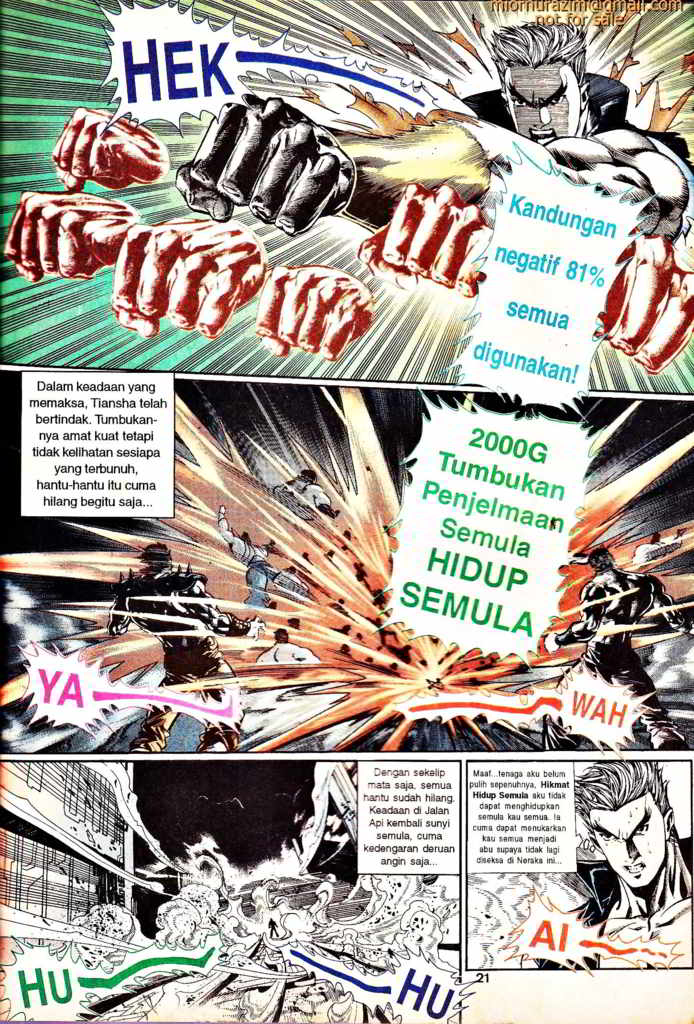 miomurazim@gmail.com
not for sale
HEK
Kandungan
negatif 81%
semua
digunakan!
Dalam keadaan yang
memaksa, Tiansha telah
bertindak. Tumbukan-
nya amat kuat tetapi
tidak kelihatan sesiapa
yang terbunuh,
hantu-hantu itu cuma
hilang begitu saja...
2000G
Tumbukan
Penjelmaan
Semula
HIDUP
SEMULA
YA
WAH
Dengan sekelip
mata saja, semua
hantu sudah hilang.
Keadaan di Jalan
Api kembali sunyi
semula, cuma
kedengaran deruan
angin saja...
Maaf...tenaga aku belum
pulih sepenuhnya, Hikmat
Hidup Semula aku tidak
dapat menghidupkan
semula kau semua. Ia
cuma dapat menukarkan
kau semua menjadi
abu supaya tidak lagi
diseksa di Neraka ini...
AI
HU
HU
21